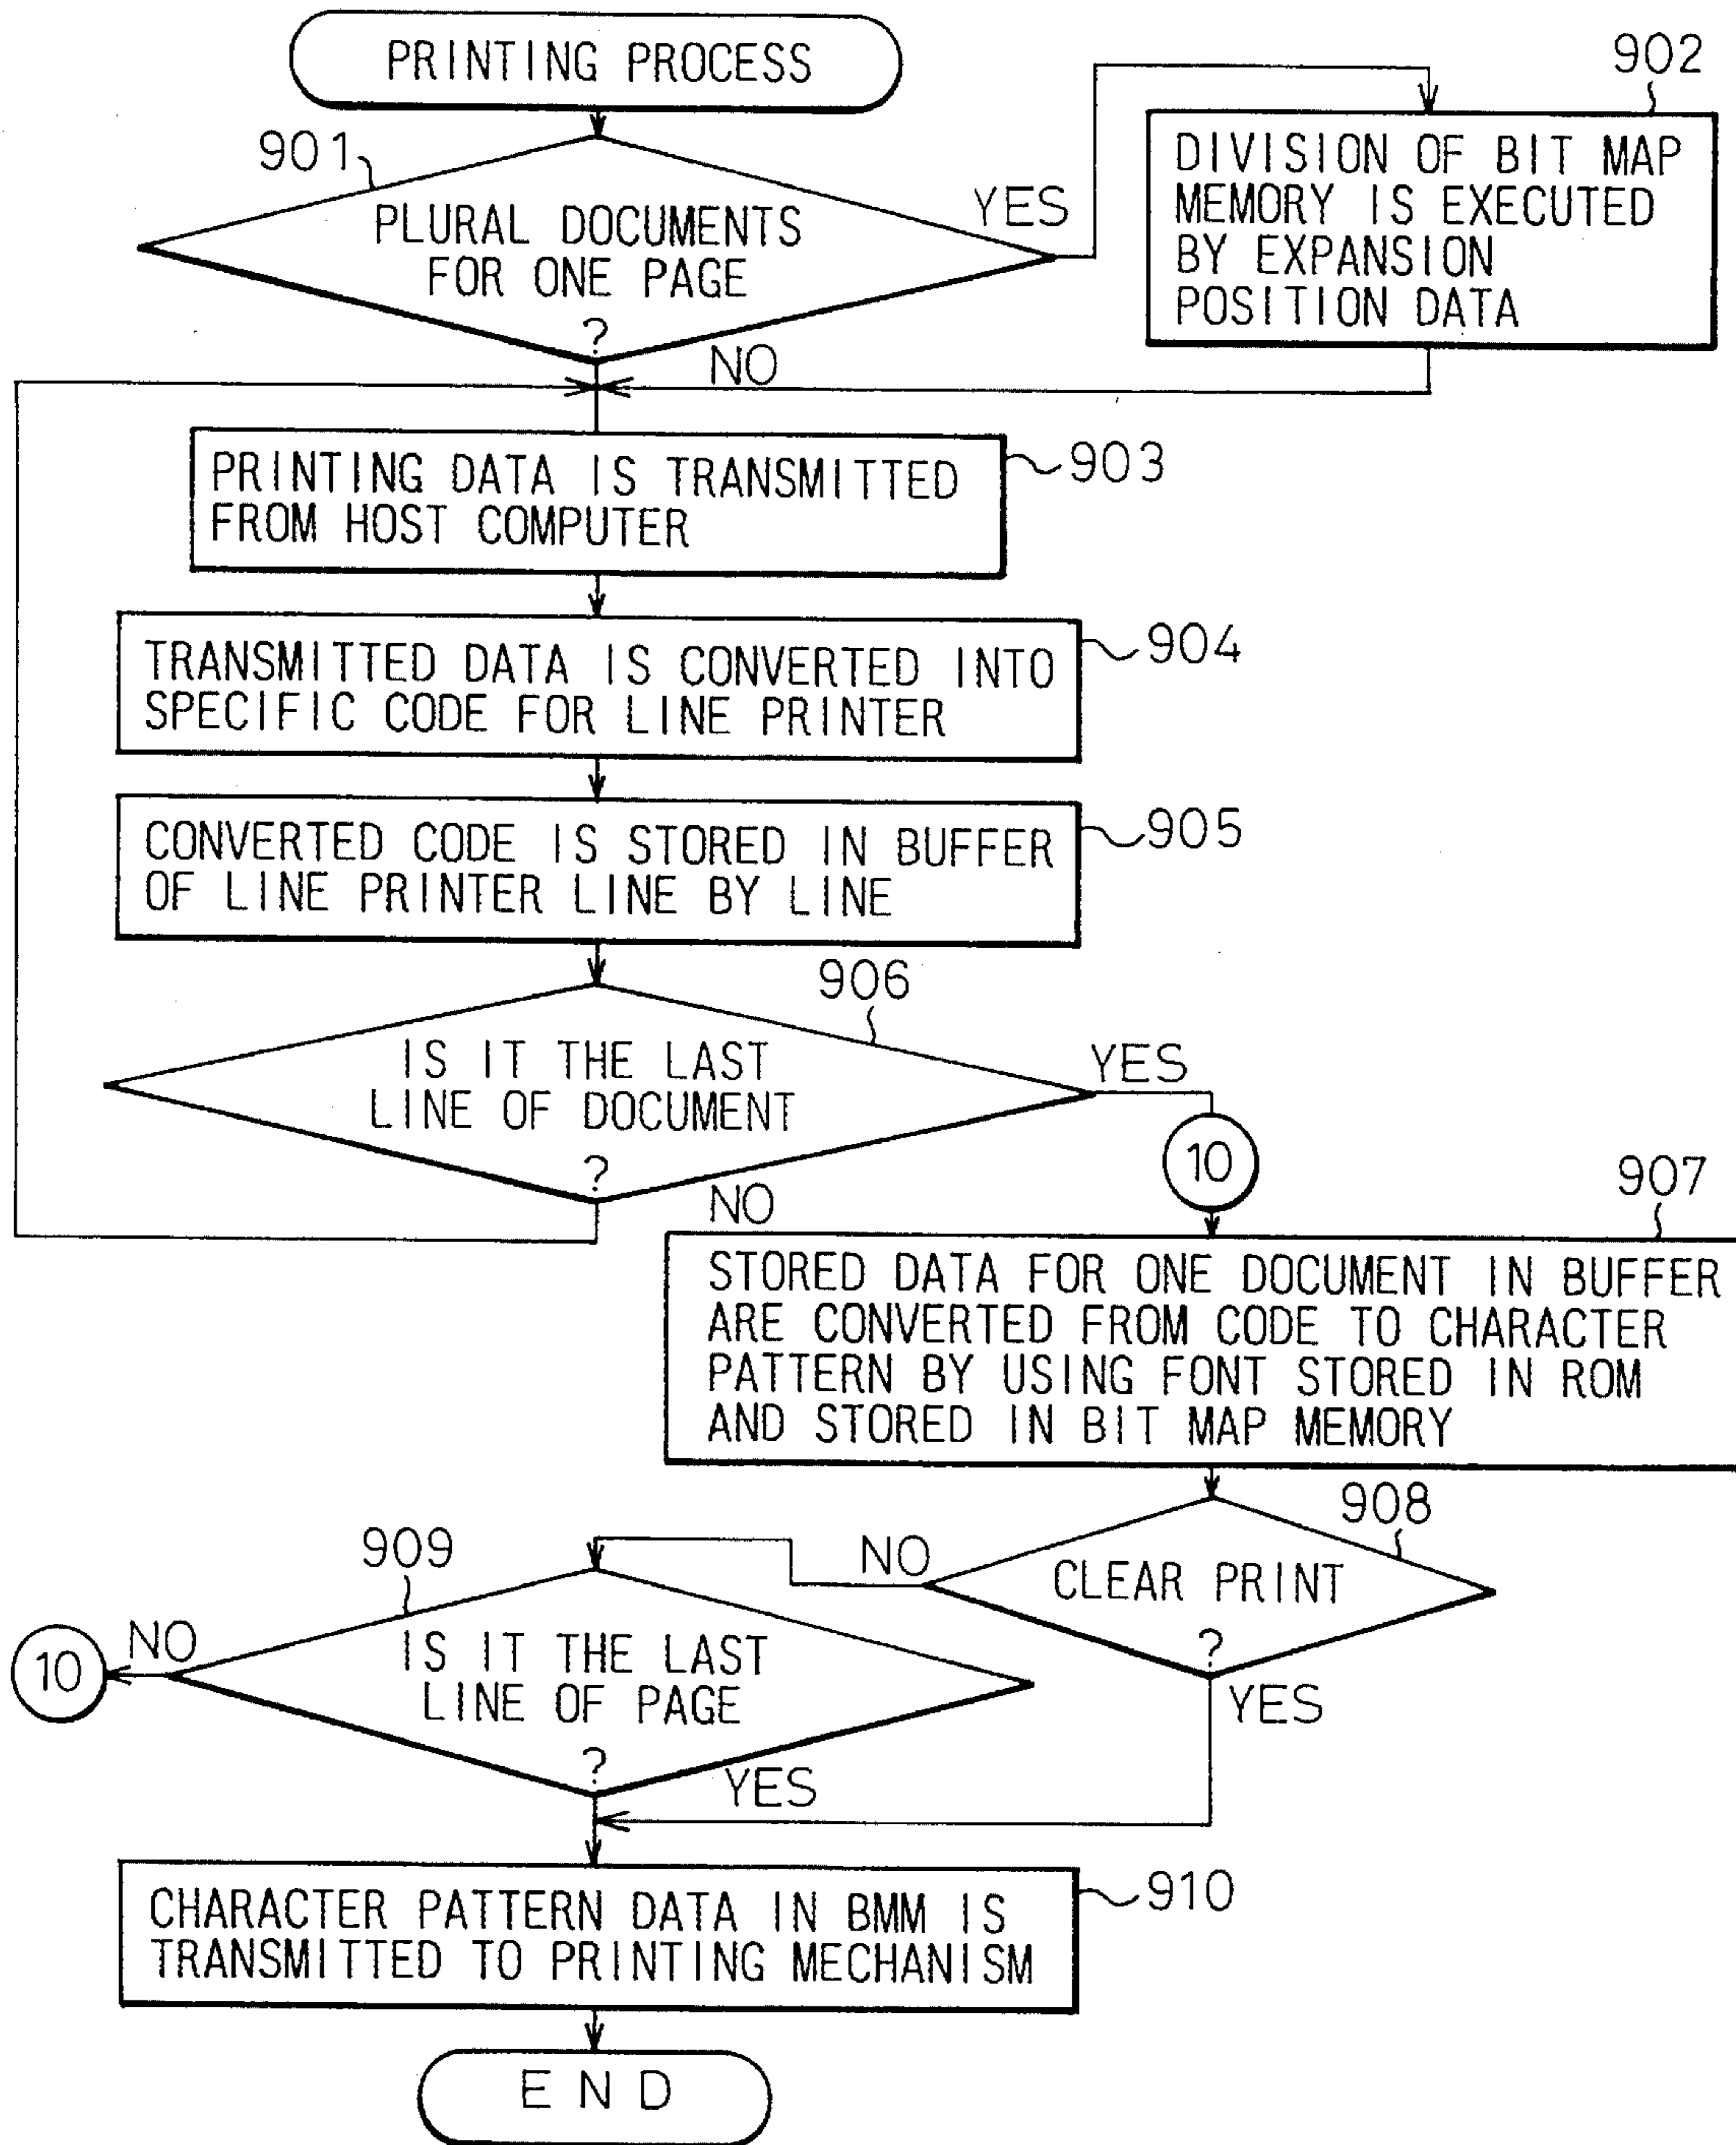 PRINTING PROCESS
902
901
DIVISION OF BIT MAP
MEMORY IS EXECUTED
BY EXPANSION
POSITION DATA
YES
PLURAL DOCUMENTS
FOR ONE PAGE
?
NO
PRINTING DATA IS TRANSMITTED
FROM HOST COMPUTER
903
TRANSMITTED DATA IS CONVERTED INTO
SPECIFIC CODE FOR LINE PRINTER
904
CONVERTED CODE IS STORED IN BUFFER
OF LINE PRINTER LINE BY LINE
905
906
IS IT THE LAST
LINE OF DOCUMENT
?
YES
10
NO
907
STORED DATA FOR ONE DOCUMENT IN BUFFER
ARE CONVERTED FROM CODE TO CHARACTER
PATTERN BY USING FONT STORED IN ROM
AND STORED IN BIT MAP MEMORY
908
CLEAR PRINT
?
NO
YES
909
IS IT THE LAST
LINE OF PAGE
?
NO
10
YES
CHARACTER PATTERN DATA IN BMM IS
TRANSMITTED TO PRINTING MECHANISM
910
END